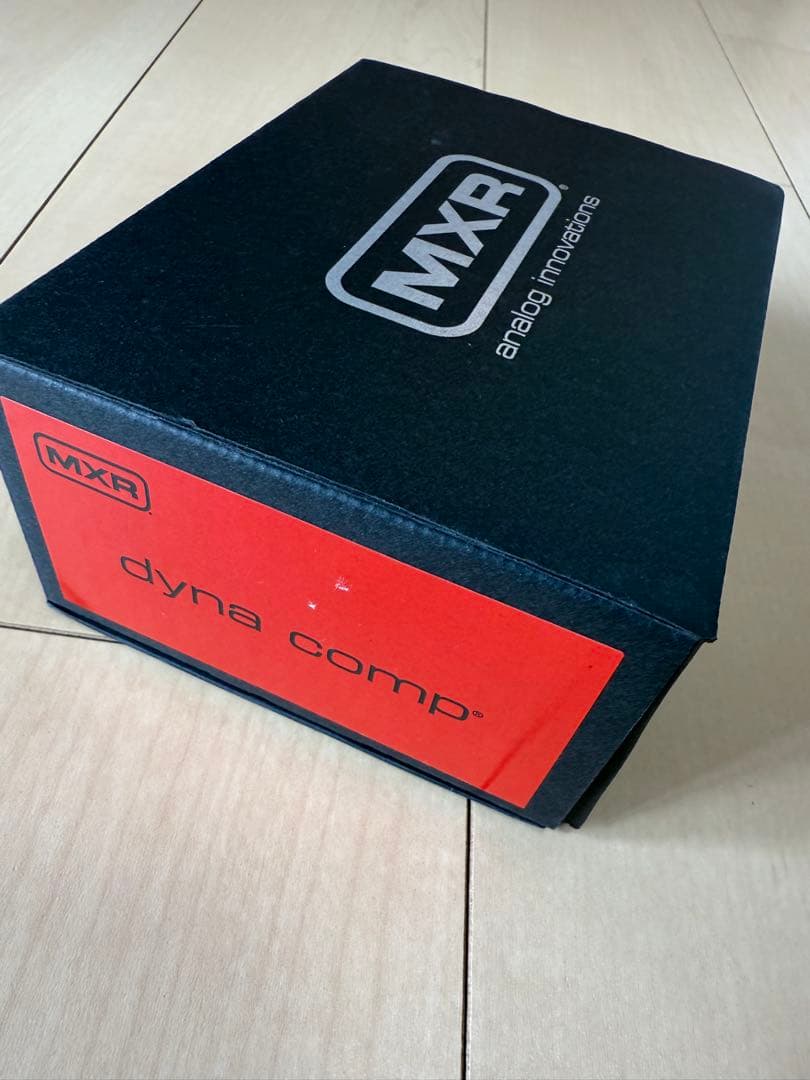 MXR®
analog innovations
MXR
dyna comp®